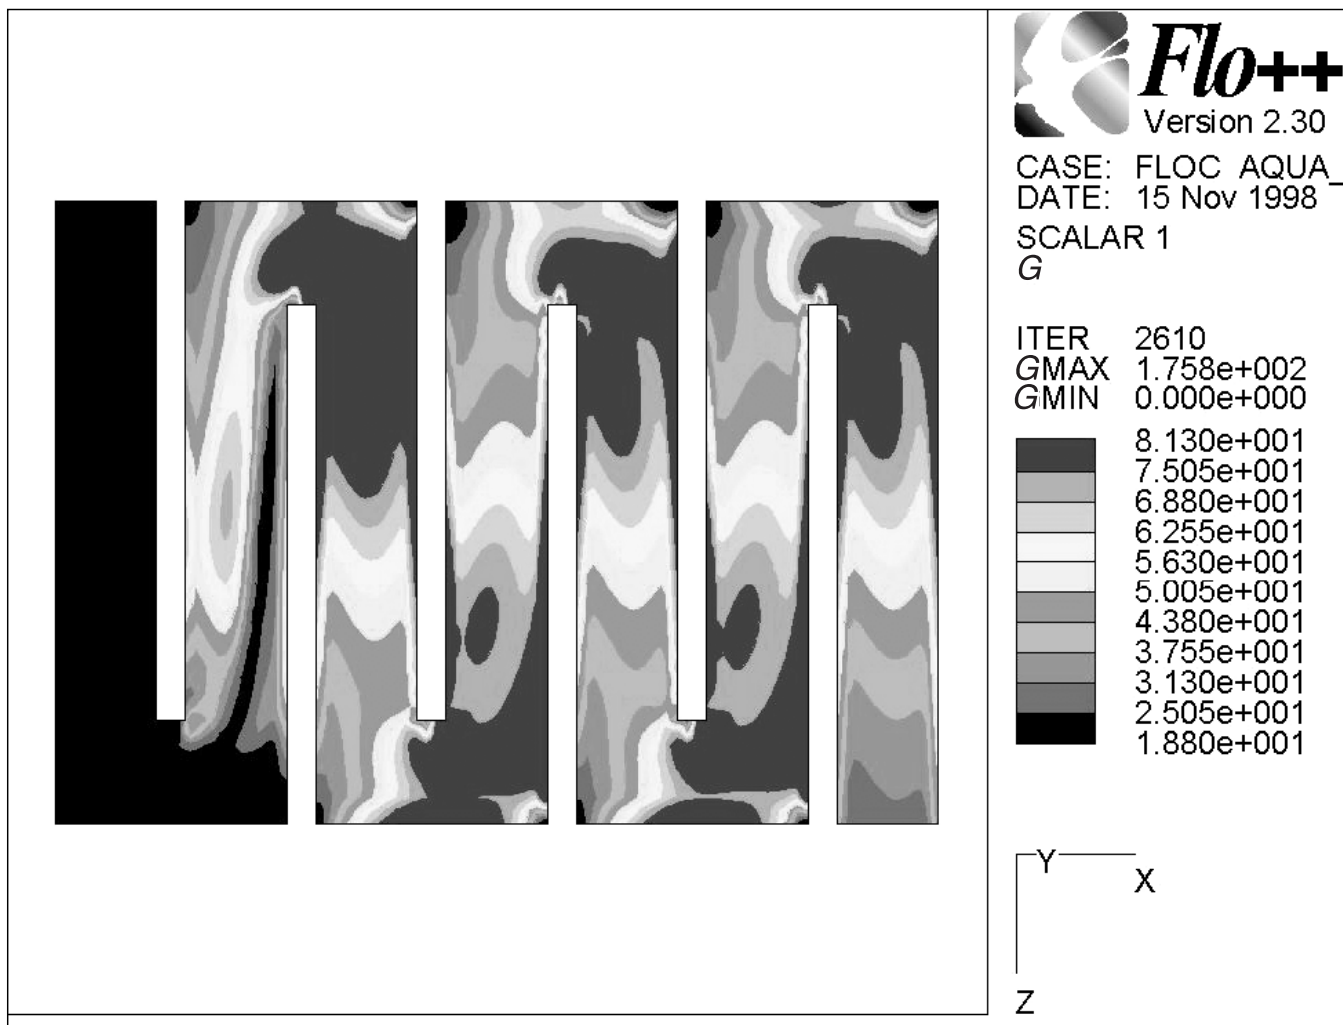 Flo++
Version 2.30
CASE: FLOC AQUA_
DATE: 15 Nov 1998
SCALAR 1
G
ITER 2610
GMAX 1.758e+002
GMIN 0.000e+000
8.130e+001
7.505e+001
6.880e+001
6.255e+001
5.630e+001
5.005e+001
4.380e+001
3.755e+001
3.130e+001
2.505e+001
1.880e+001
Y
X
Z